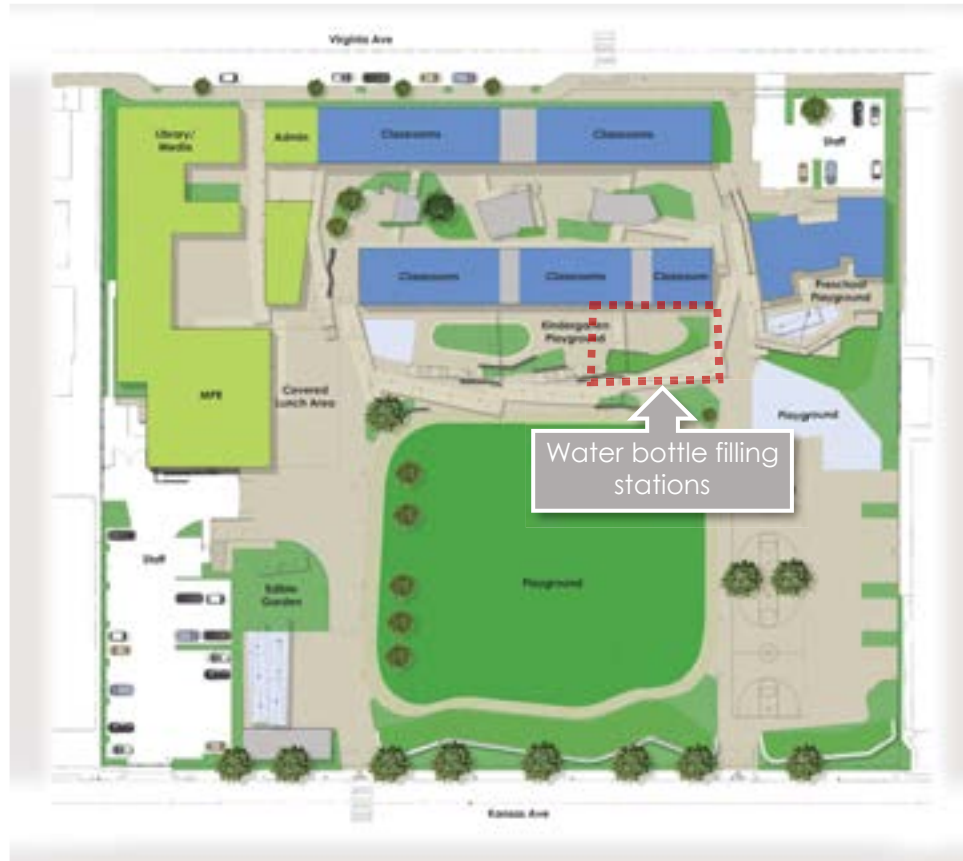 Virginia Ave
Library/
Media
Admin
Classrooms
Classrooms
Staff
Classrooms
Classrooms
Classroom
Preschool
Playground
Kindergarten
Playground
MPR
Covered
Lunch Area
Playground
Water bottle filling
stations
Staff
Edible
Garden
Playground
Kansas Ave